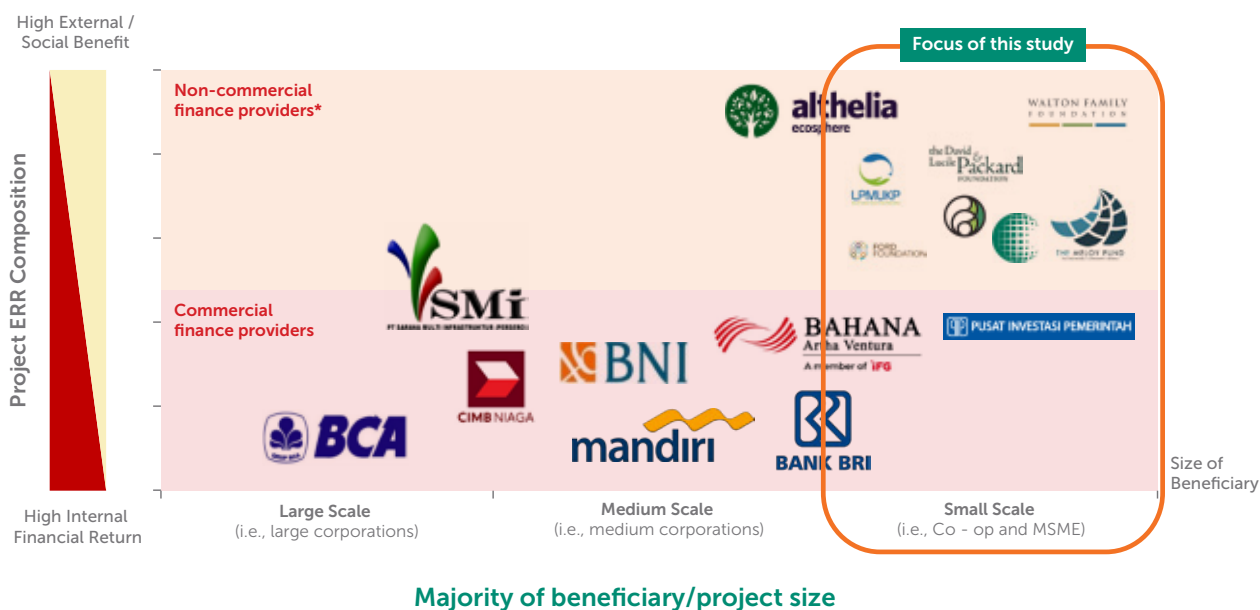 High External /
Social Benefit
Focus of this study
Non-commercial
finance providers*
althelia
ecosphere
WALTON FAMILY
FOUNDATION
the David &
Lucile Packard
FOUNDATION
LPMUKP
FORD
FOUNDATION
THE MELOY FUND
Project ERR Composition
SMi
PT SARANA MULTI INFRASTRUKTUR (PERSERO)
Commercial
finance providers
BAHANA
Artha Ventura
A member of IFG
PUSAT INVESTASI PEMERINTAH
BNI
CIMB NIAGA
BCA
mandiri
BANK BRI
Size of
Beneficiary
High Internal
Financial Return
Large Scale
(i.e., large corporations)
Medium Scale
(i.e., medium corporations)
Small Scale
(i.e., Co - op and MSME)
Majority of beneficiary/project size